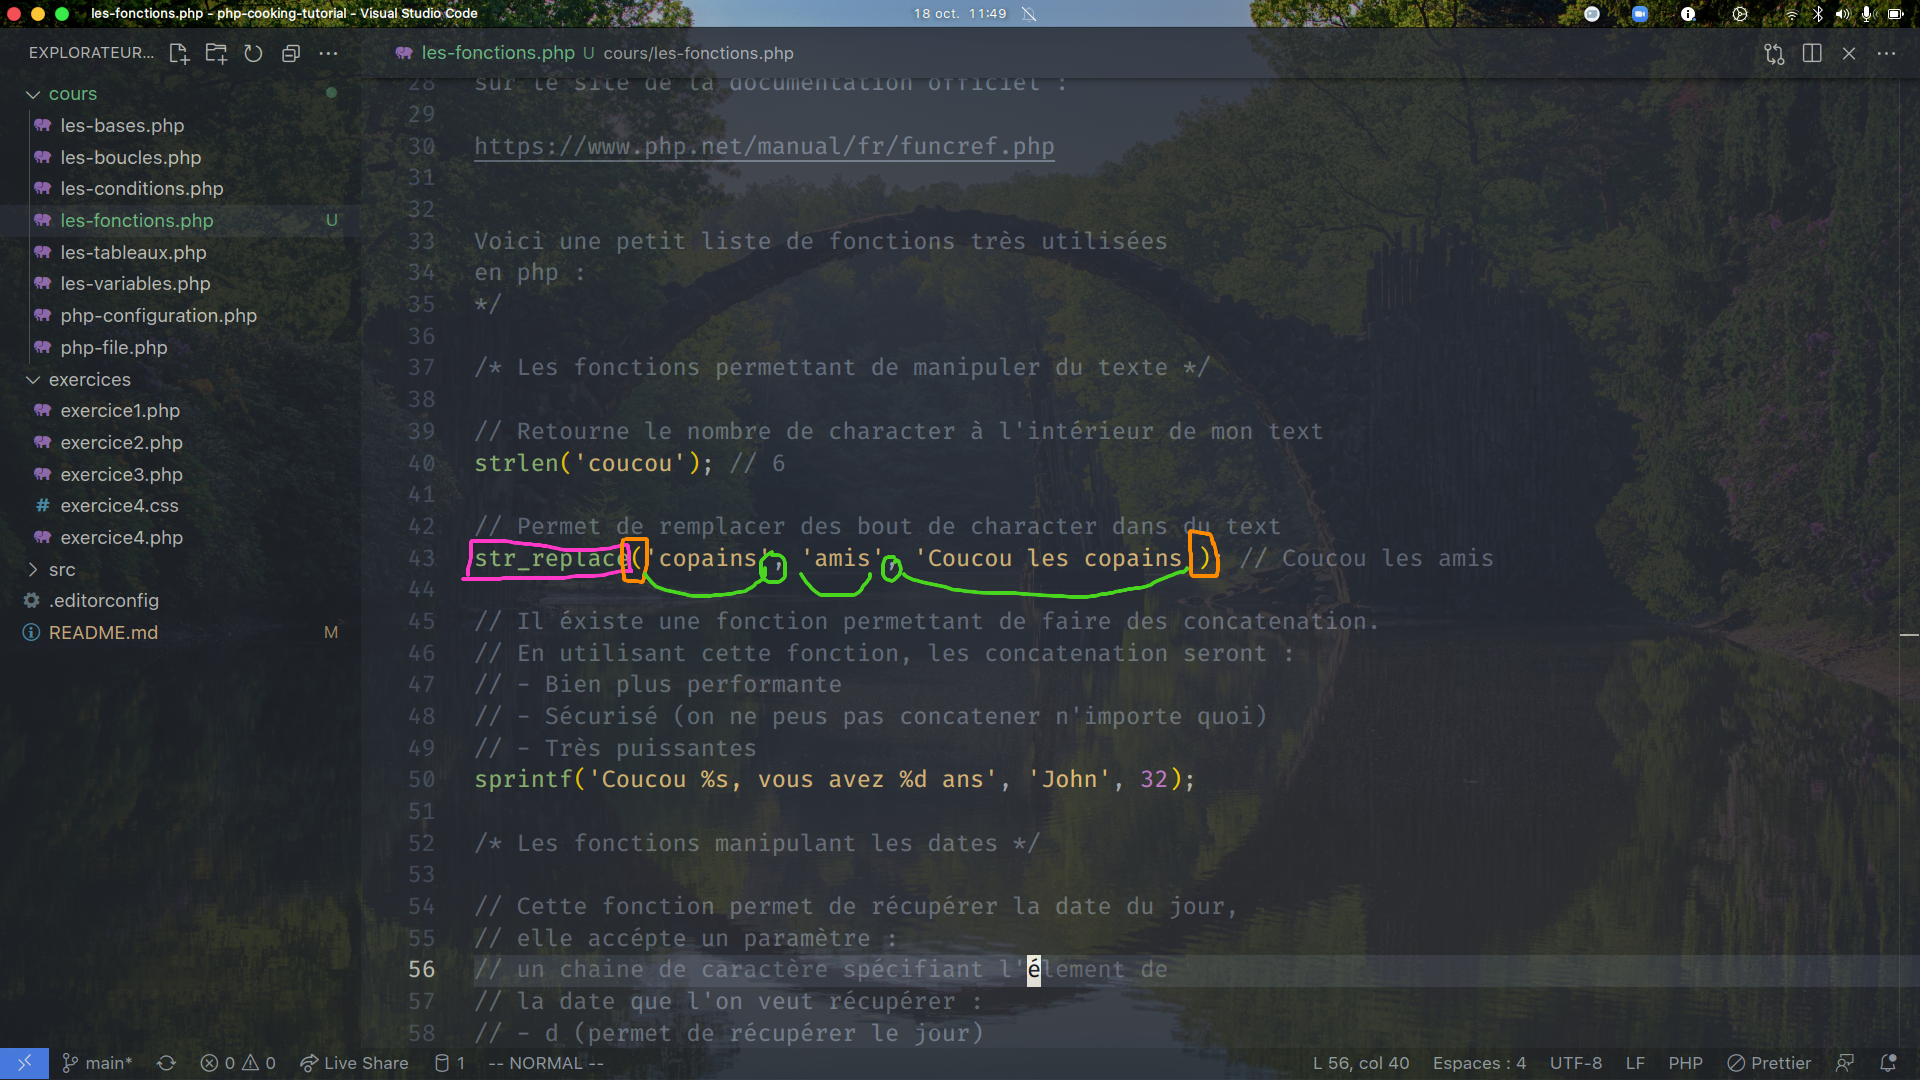 les-fonctions.php - php-cooking-tutorial - Visual Studio Code
18 oct. 11:49
EXPLORATEUR...
les-fonctions.php U cours/les-fonctions.php
cours
les-bases.php
les-boucles.php
les-conditions.php
les-fonctions.php U
les-tableaux.php
les-variables.php
php-configuration.php
php-file.php
exercices
exercice1.php
exercice2.php
exercice3.php
exercice4.css
exercice4.php
src
.editorconfig
README.md M
28 sur le site de la documentation officiel :
29
30 https://www.php.net/manual/fr/funcref.php
31
32
33 Voici une petit liste de fonctions très utilisées
34 en php :
35 */
36
37 /* Les fonctions permettant de manipuler du texte */
38
39 // Retourne le nombre de character à l'intérieur de mon text
40 strlen('coucou'); // 6
41
42 // Permet de remplacer des bout de character dans du text
43 str_replace('copains', 'amis', 'Coucou les copains') // Coucou les amis
44
45 // Il éxiste une fonction permettant de faire des concatenation.
46 // En utilisant cette fonction, les concatenation seront :
47 // - Bien plus performante
48 // - Sécurisé (on ne peus pas concatener n'importe quoi)
49 // - Très puissantes
50 sprintf('Coucou %s, vous avez %d ans', 'John', 32);
51
52 /* Les fonctions manipulant les dates */
53
54 // Cette fonction permet de récupérer la date du jour,
55 // elle accépte un paramètre :
56 // un chaine de caractère spécifiant l'élement de
57 // la date que l'on veut récupérer :
58 // - d (permet de récupérer le jour)
main* 0 0 Live Share 1 -- NORMAL --
L 56, col 40 Espaces : 4 UTF-8 LF PHP Prettier